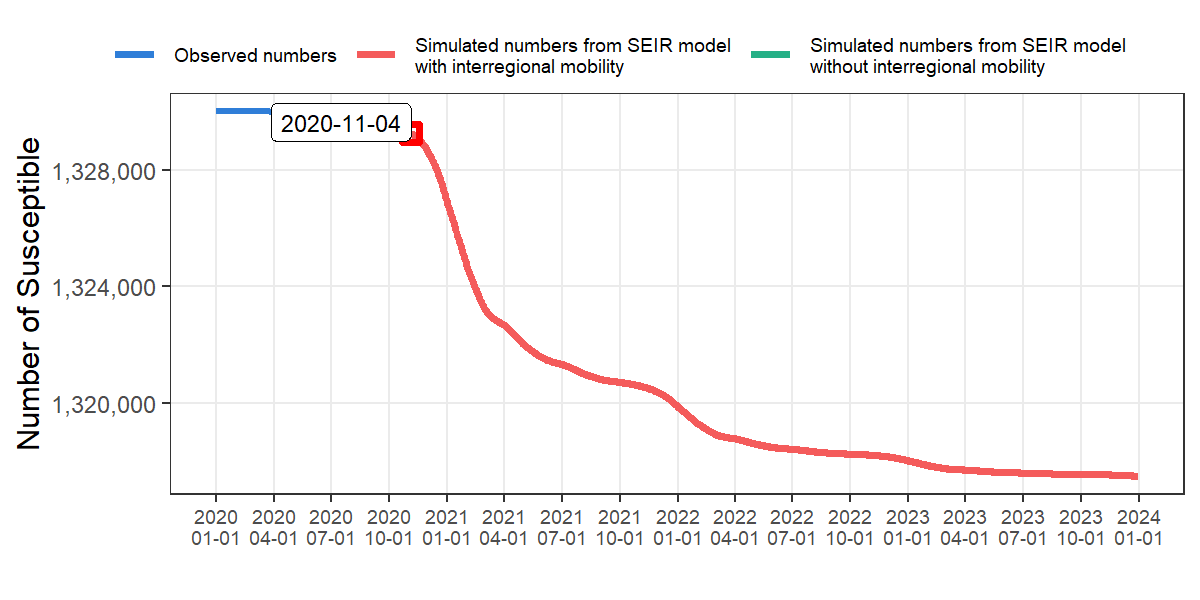 Observed numbers
Simulated numbers from SEIR model
with interregional mobility
Simulated numbers from SEIR model
without interregional mobility
Number of Susceptible
1,328,000
1,324,000
1,320,000
2020-11-04
2020 2020 2020 2020 2021 2021 2021 2021 2022 2022 2022 2022 2023 2023 2023 2023 2024
01-01 04-01 07-01 10-01 01-01 04-01 07-01 10-01 01-01 04-01 07-01 10-01 01-01 04-01 07-01 10-01 01-01